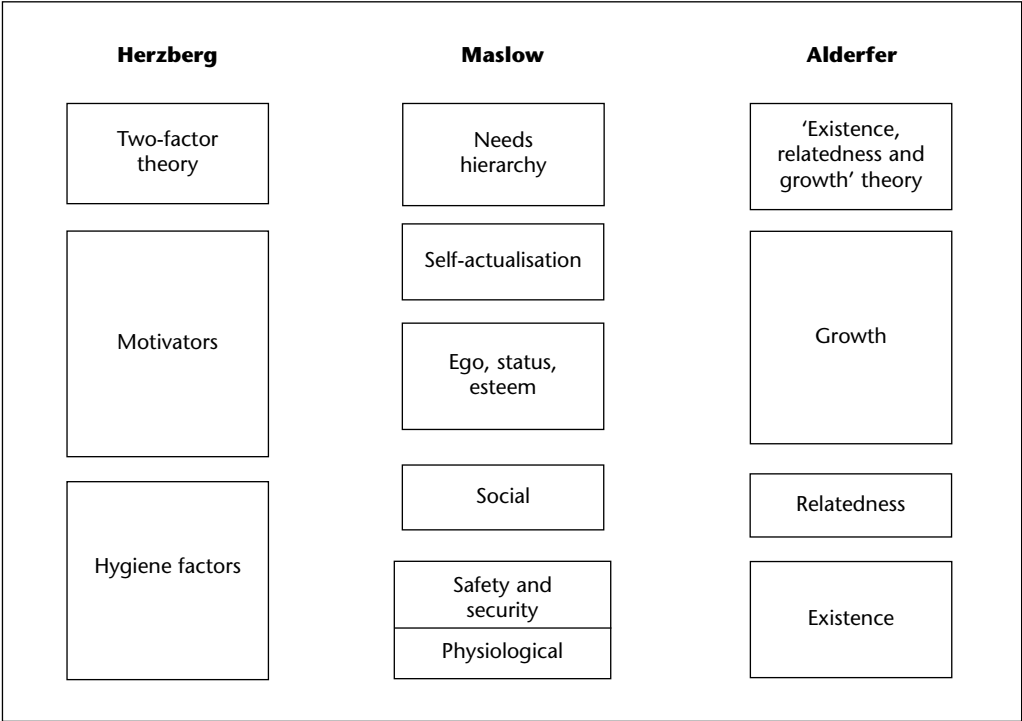 Herzberg
Maslow
Alderfer
Two-factor
theory
Needs
hierarchy
‘Existence,
relatedness and
growth’ theory
Self-actualisation
Motivators
Growth
Ego, status,
esteem
Social
Relatedness
Hygiene factors
Safety and
security
Physiological
Existence